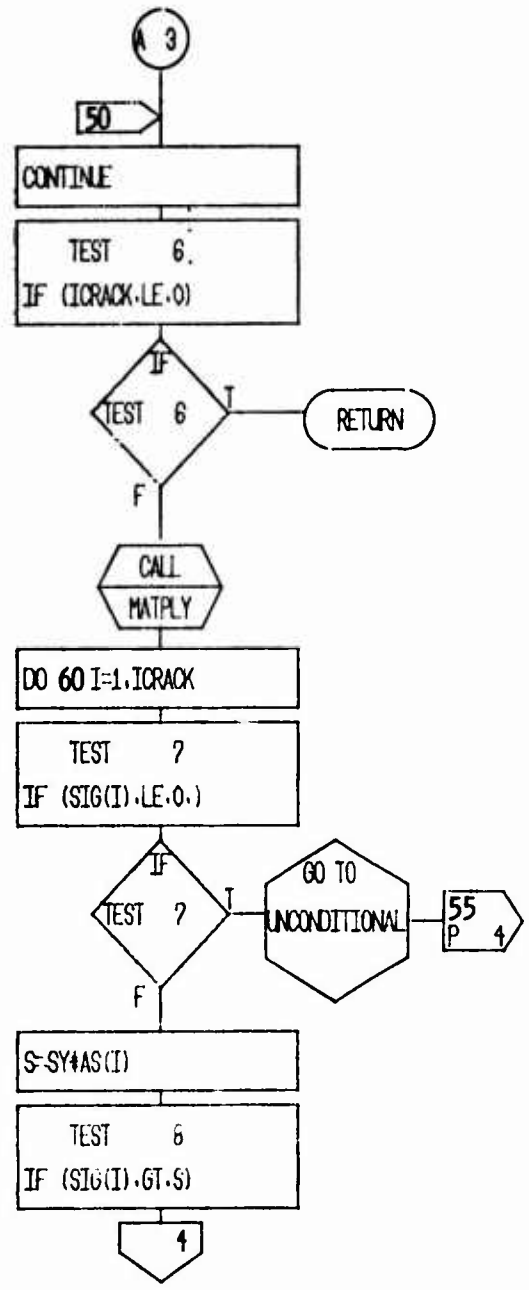 A 3
50
CONTINUE
TEST 6
IF (ICRACK.LE.0)
IF
TEST 6
T
RETURN
F
CALL
MATPLY
DO 60 I=1.ICRACK
TEST 7
IF (SIG(I).LE.0.)
IF
TEST 7
T
GO TO
UNCONDITIONAL
55
P 4
F
S=SY*AS(I)
TEST 8
IF (SIG(I).GT.S)
4